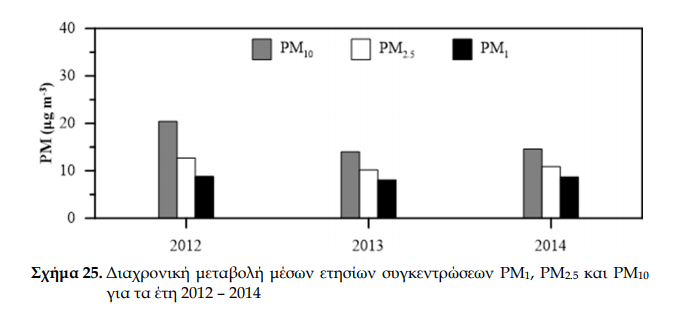 40
30
20
10
0
PM (μg m-3)
PM10 PM2.5 PM1
2012 2013 2014
Σχήμα 25. Διαχρονική μεταβολή μέσων ετησίων συγκεντρώσεων PM1, PM2.5 και PM10
για τα έτη 2012 – 2014